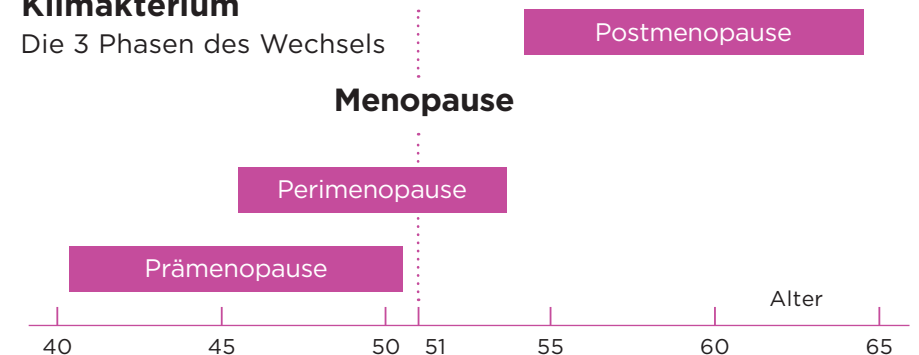 Klimakterium
Die 3 Phasen des Wechsels
Postmenopause
Menopause
Perimenopause
Prämenopause
Alter
40 45 50 51 55 60 65